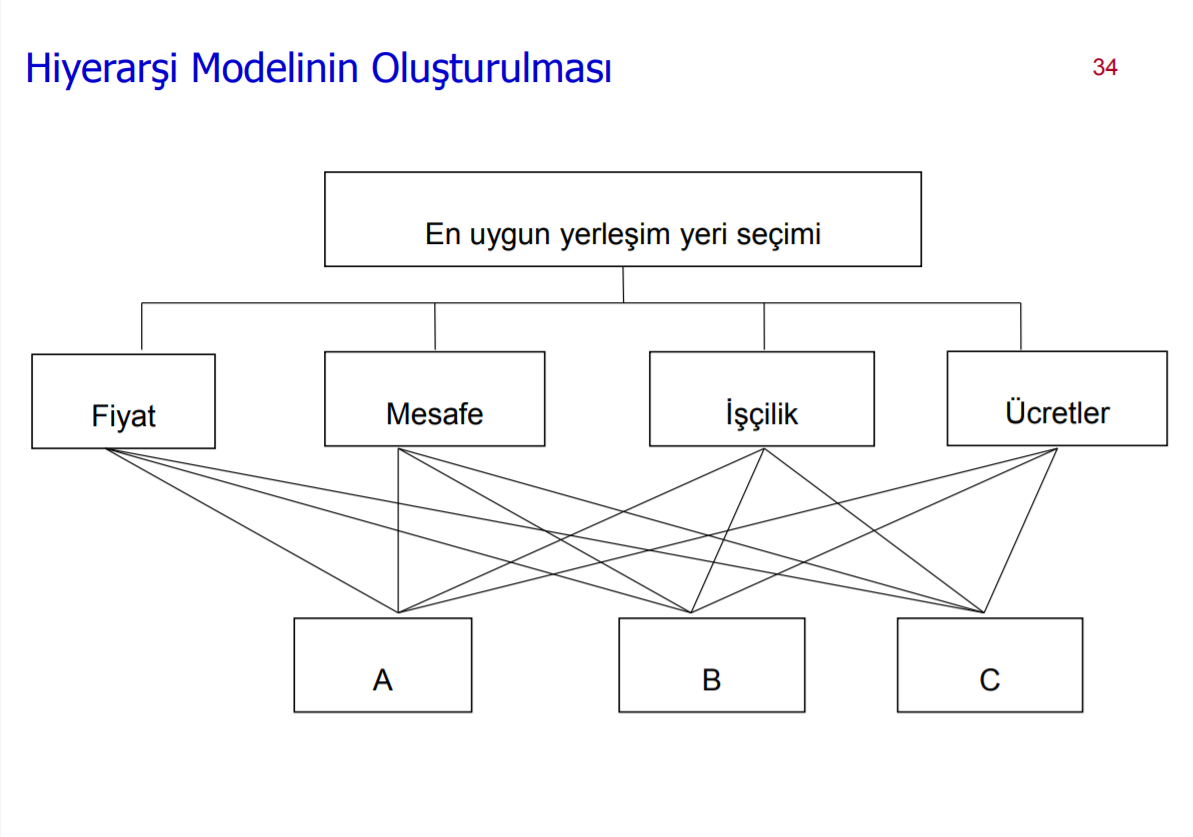 Hiyerarşi Modelinin Oluşturulması
34
En uygun yerleşim yeri seçimi
Fiyat
Mesafe
İşçilik
Ücretler
A
B
C